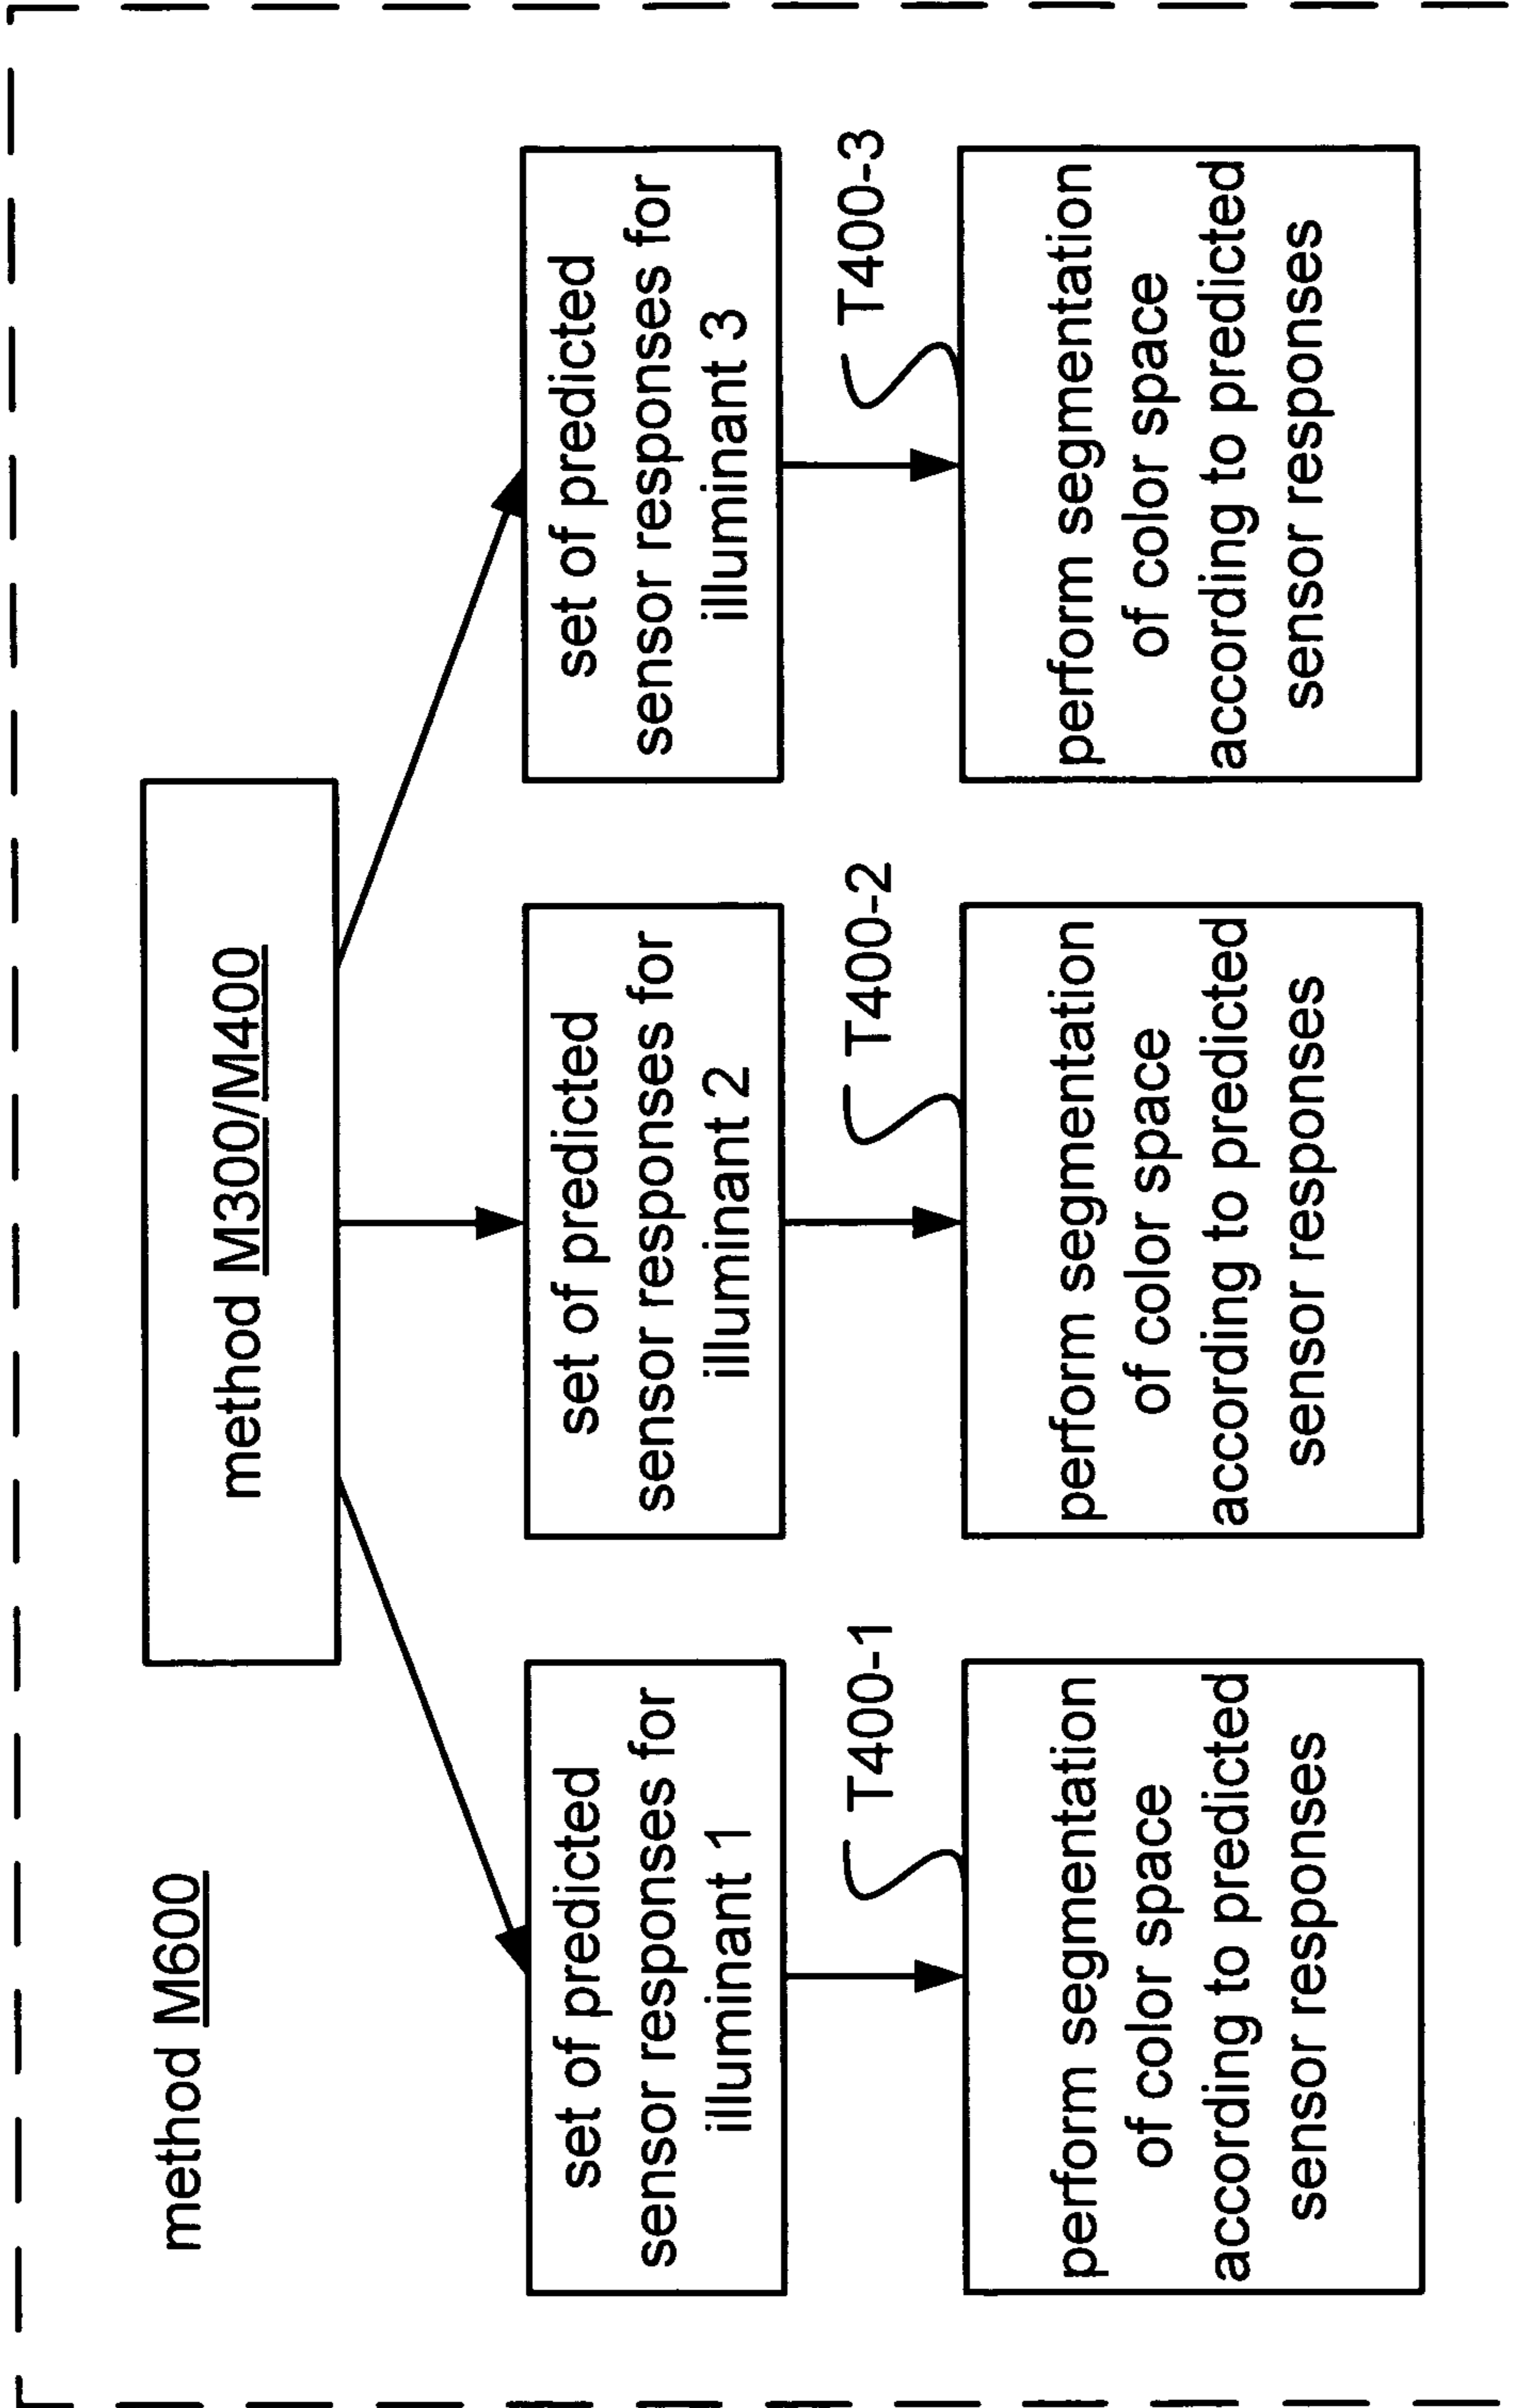 method M600
method M300/M400
set of predicted
sensor responses for
illuminant 1
set of predicted
sensor responses for
illuminant 2
set of predicted
sensor responses for
illuminant 3
T400-1
T400-2
T400-3
perform segmentation
of color space
according to predicted
sensor responses
perform segmentation
of color space
according to predicted
sensor responses
perform segmentation
of color space
according to predicted
sensor responses